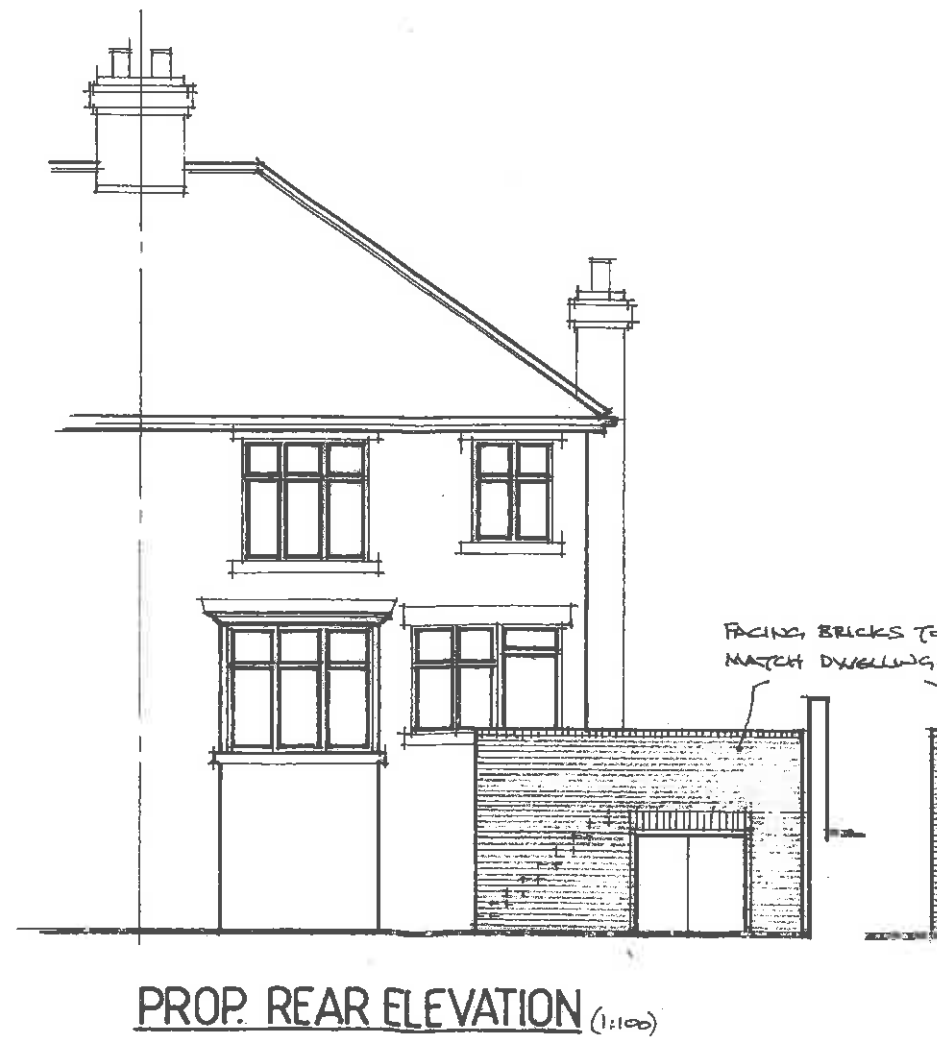 FACING BRICKS TO
MATCH DWELLING
PROP. REAR ELEVATION (1:100)